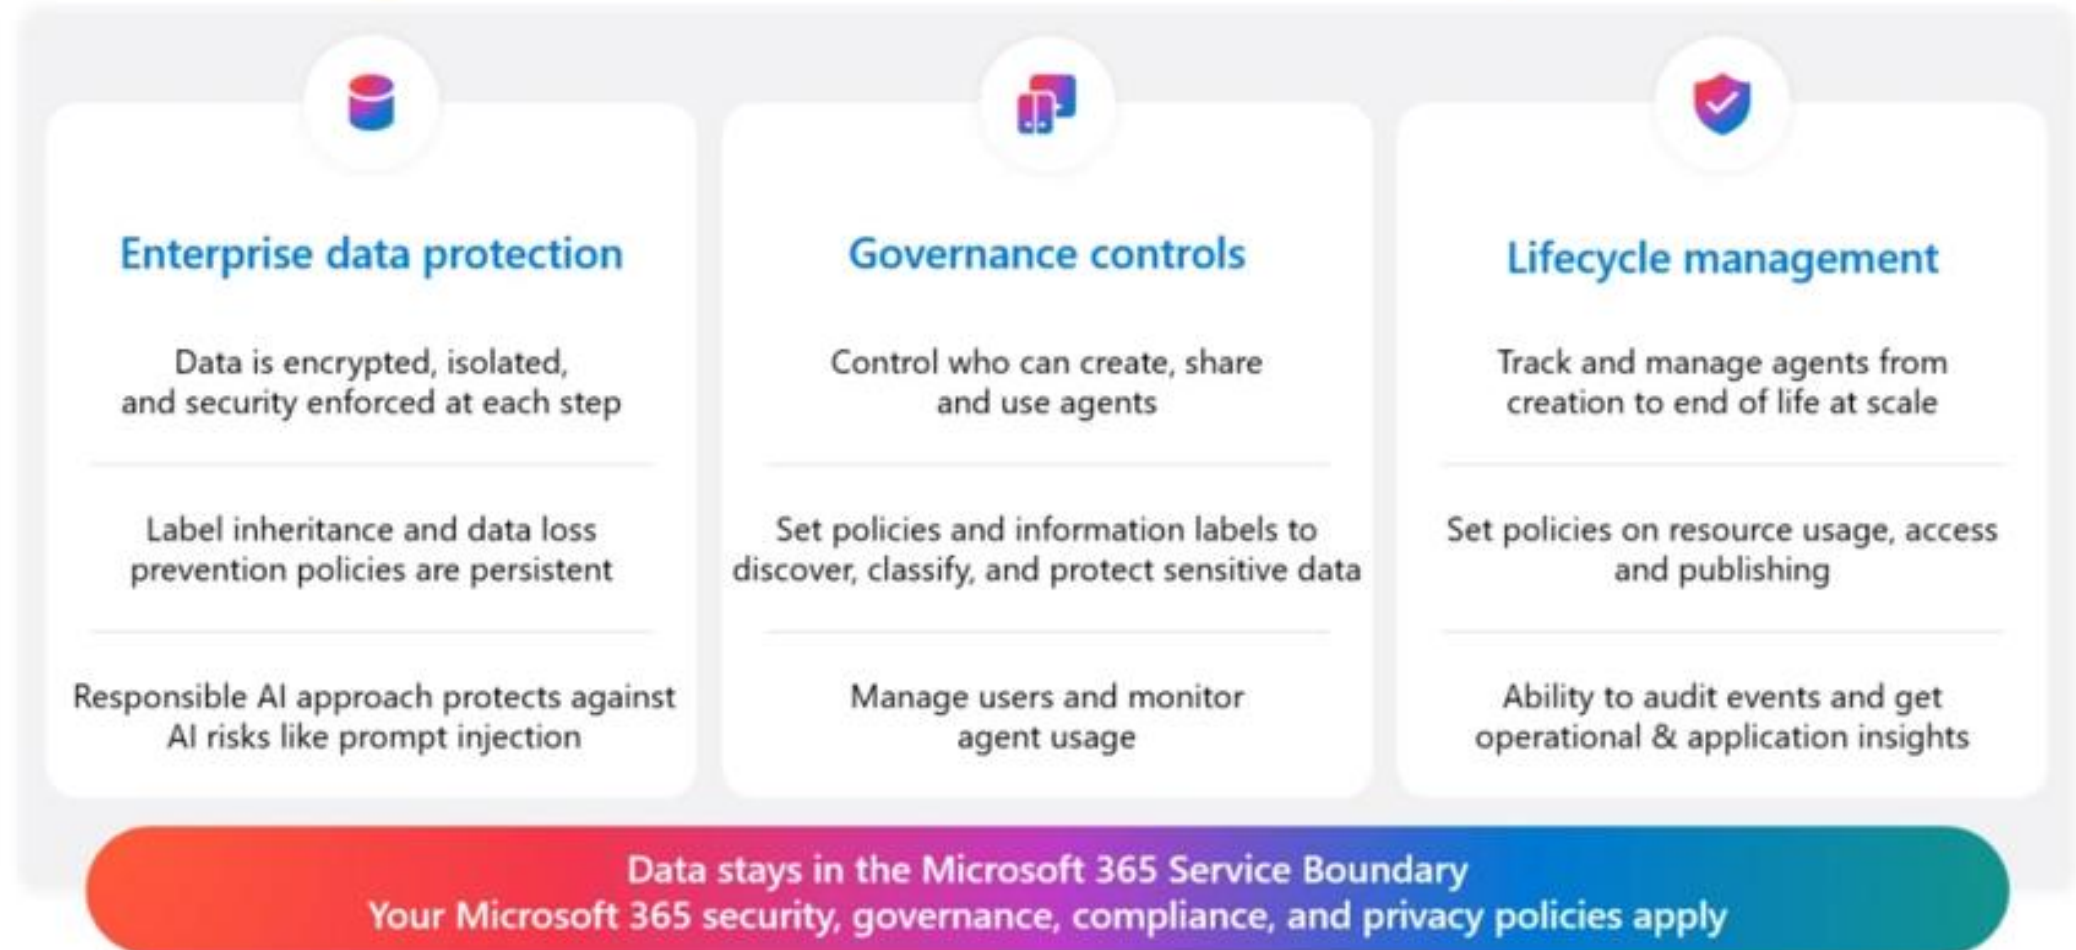 Enterprise data protection
Data is encrypted, isolated,
and security enforced at each step
Label inheritance and data loss
prevention policies are persistent
Responsible AI approach protects against
AI risks like prompt injection
Governance controls
Control who can create, share
and use agents
Set policies and information labels to
discover, classify, and protect sensitive data
Manage users and monitor
agent usage
Lifecycle management
Track and manage agents from
creation to end of life at scale
Set policies on resource usage, access
and publishing
Ability to audit events and get
operational & application insights
Data stays in the Microsoft 365 Service Boundary
Your Microsoft 365 security, governance, compliance, and privacy policies apply